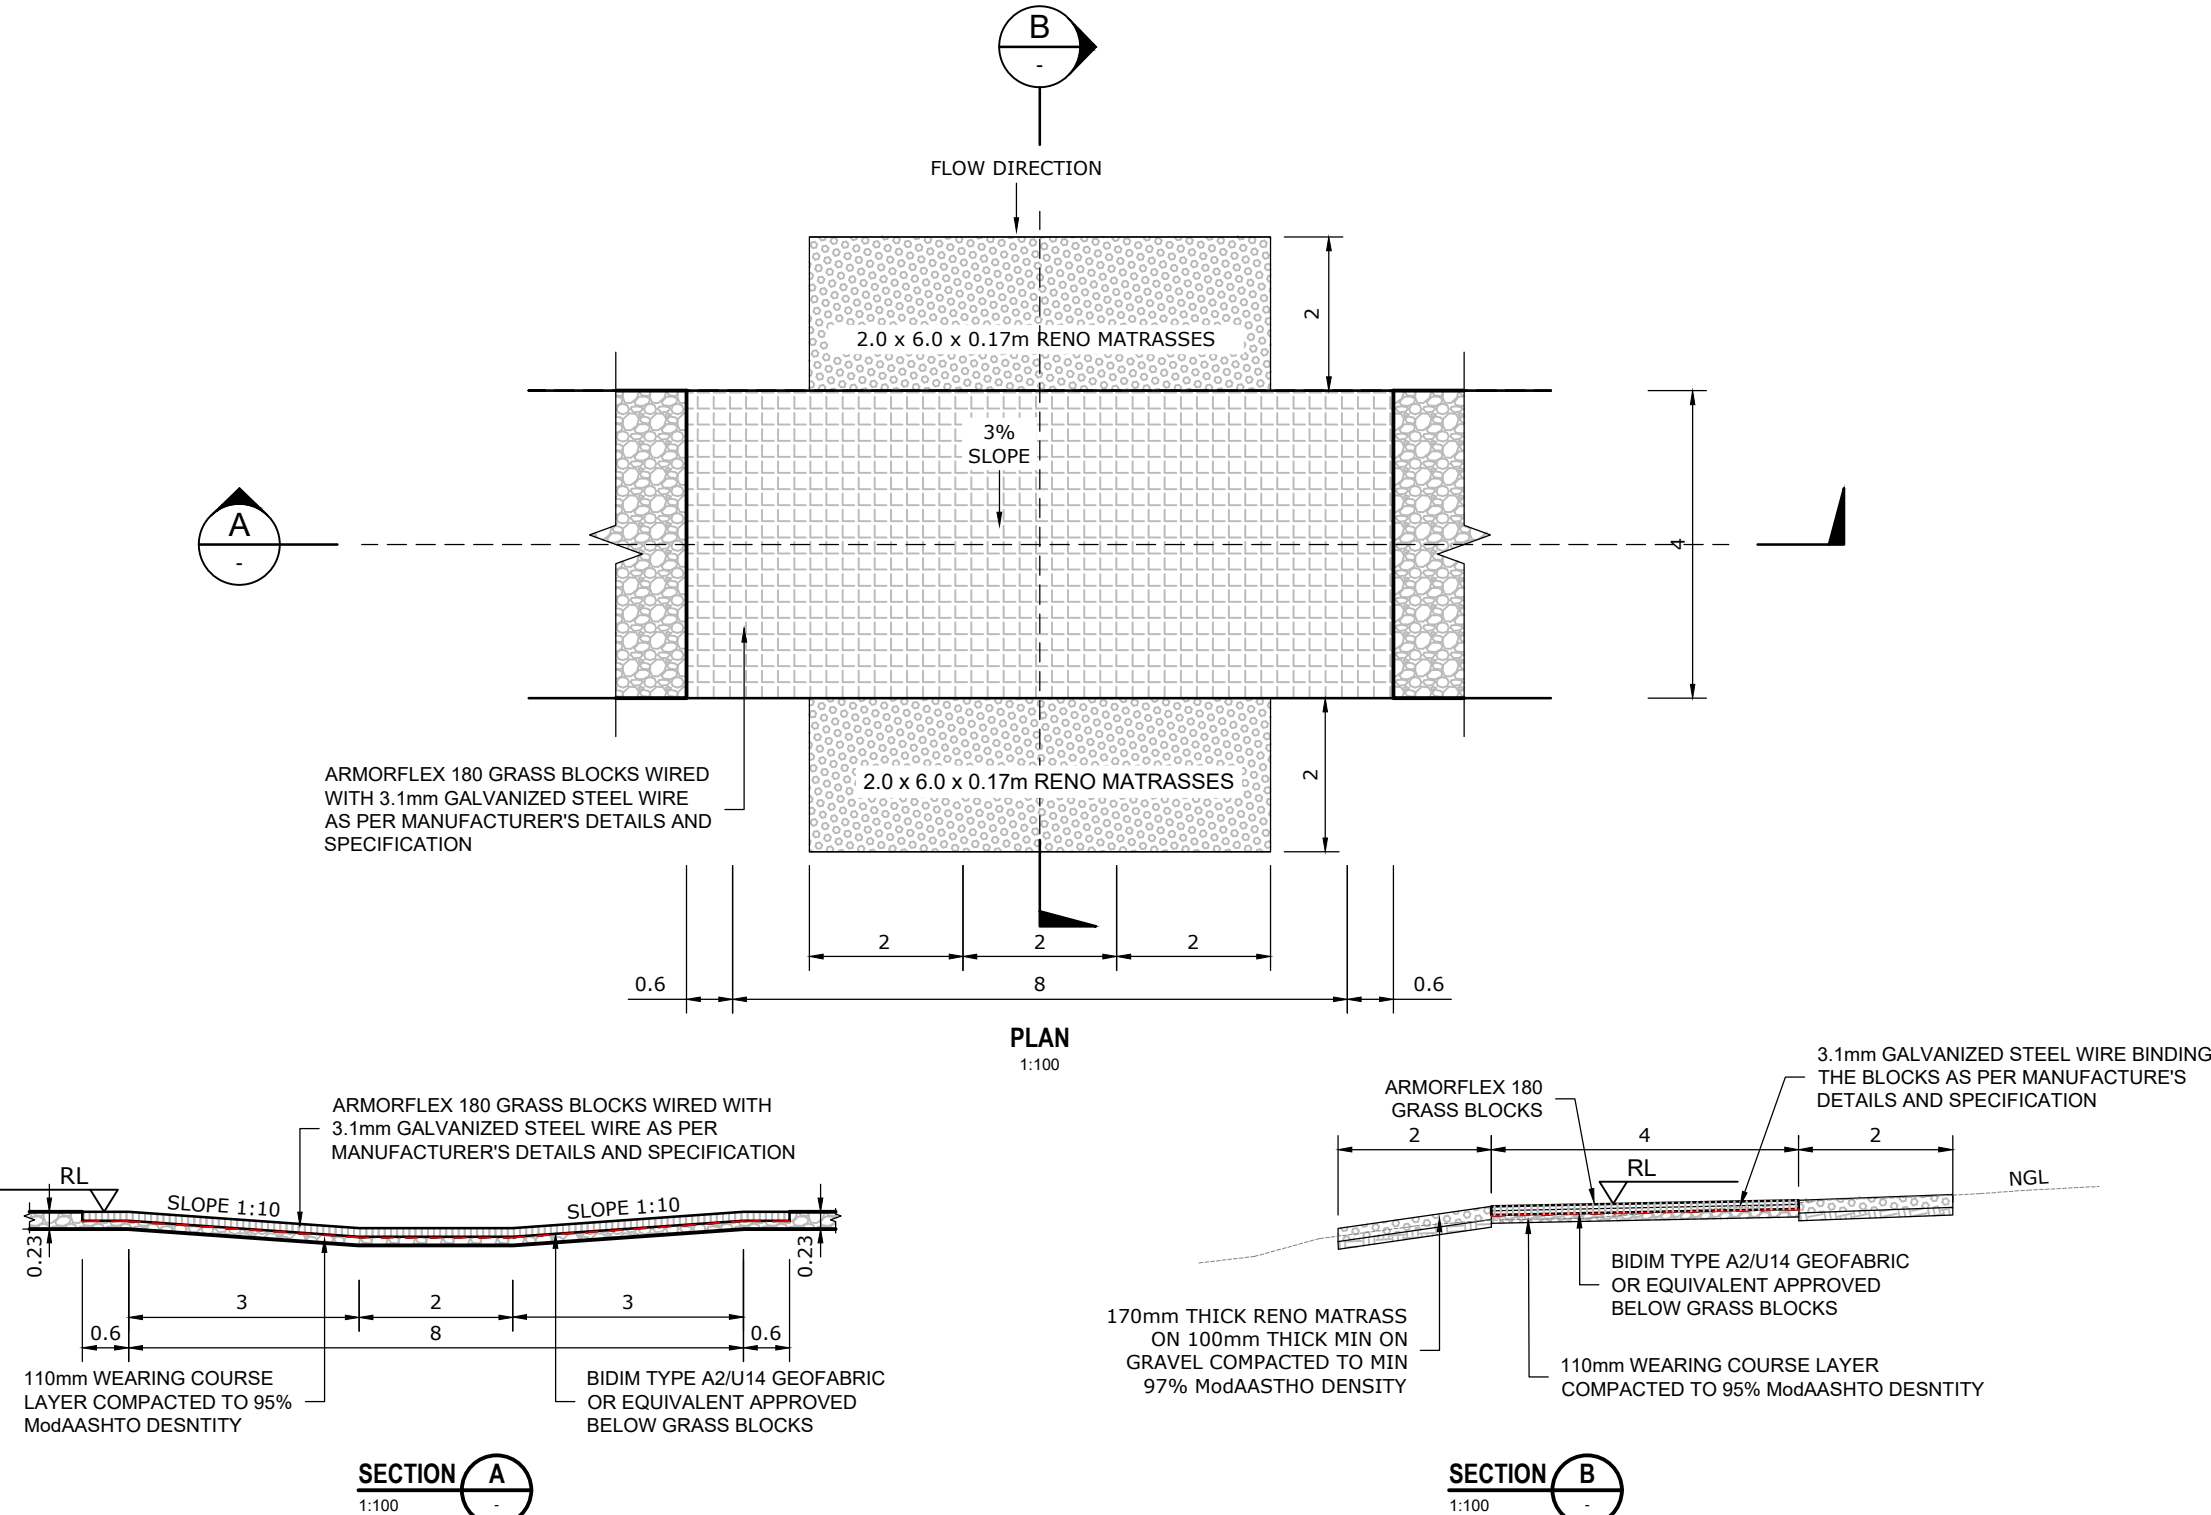 B
-
FLOW DIRECTION
2
2.0 x 6.0 x 0.17m RENO MATRASSES
3%
SLOPE
A
-
4
ARMORFLEX 180 GRASS BLOCKS WIRED
WITH 3.1mm GALVANIZED STEEL WIRE
AS PER MANUFACTURER'S DETAILS AND
SPECIFICATION
2.0 x 6.0 x 0.17m RENO MATRASSES
2
2 2 2
0.6 8 0.6
PLAN
1:100
ARMORFLEX 180 GRASS BLOCKS WIRED WITH
3.1mm GALVANIZED STEEL WIRE AS PER
MANUFACTURER'S DETAILS AND SPECIFICATION
RL
SLOPE 1:10
SLOPE 1:10
0.23
0.23
3 2 3
0.6 8 0.6
110mm WEARING COURSE
LAYER COMPACTED TO 95%
ModAASHTO DESNTITY
BIDIM TYPE A2/U14 GEOFABRIC
OR EQUIVALENT APPROVED
BELOW GRASS BLOCKS
SECTION A
1:100 -
3.1mm GALVANIZED STEEL WIRE BINDING
THE BLOCKS AS PER MANUFACTURE'S
DETAILS AND SPECIFICATION
ARMORFLEX 180
GRASS BLOCKS
2 4 2
RL
NGL
BIDIM TYPE A2/U14 GEOFABRIC
OR EQUIVALENT APPROVED
BELOW GRASS BLOCKS
170mm THICK RENO MATRASS
ON 100mm THICK MIN ON
GRAVEL COMPACTED TO MIN
97% ModAASTHO DENSITY
110mm WEARING COURSE LAYER
COMPACTED TO 95% ModAASHTO DESNTITY
SECTION B
1:100 -